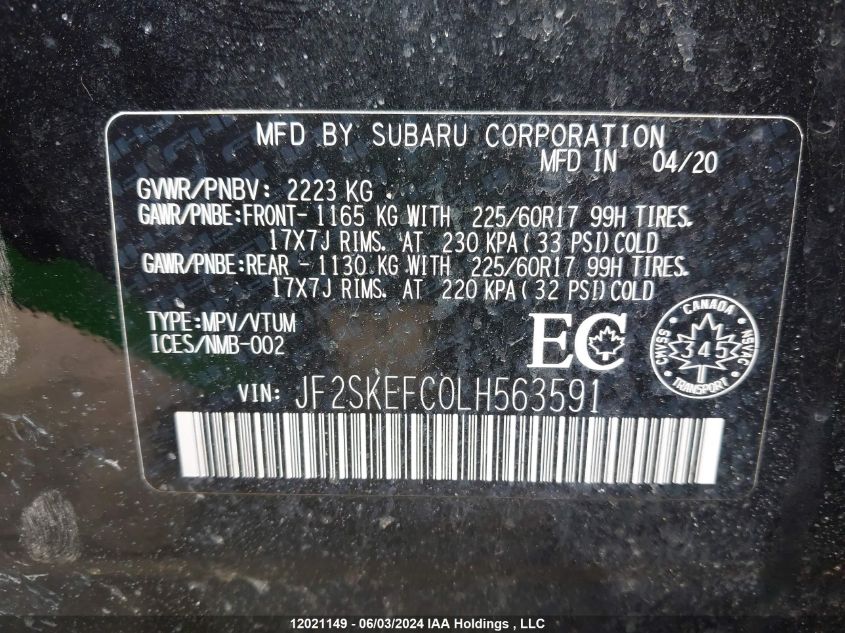 MFD BY SUBARU CORPORATION
MFD IN 04/20
GVWR/PNBV: 2223 KG
GAWR/PNBE:FRONT- 1165 KG WITH 225/60R17 99H TIRES.
17X7J RIMS. AT 230 KPA(33 PSI)COLD
GAWR/PNBE:REAR - 1130 KG WITH 225/60R17 99H TIRES.
17X7J RIMS. AT 220 KPA(32 PSI)COLD
TYPE:MPV/VTUM
ICES/NMB-002
EC
CANADA
CMVSS 345 NSVAC
TRANSPORT
VIN: JF2SKEFC0LH563591
12021149 - 06/03/2024 IAA Holdings , LLC